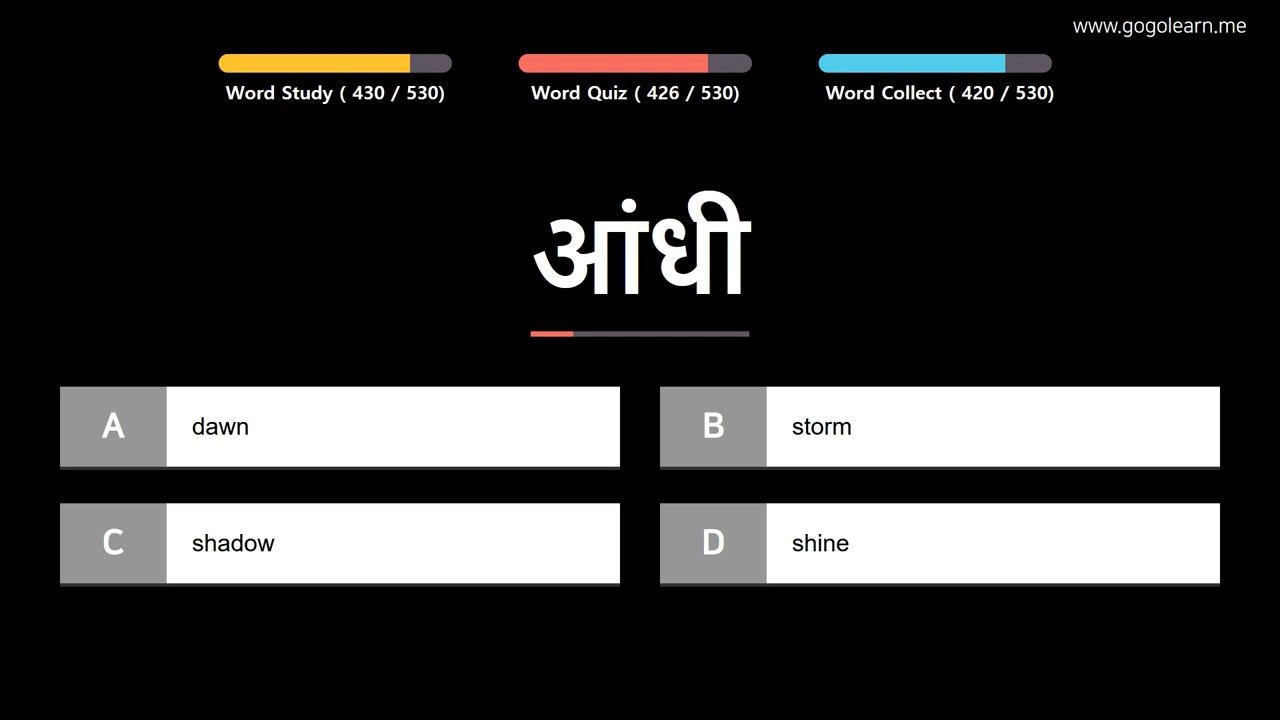 www.gogolearn.me
Word Study ( 430 / 530)
Word Quiz ( 426 / 530)
Word Collect ( 420 / 530)
आंधी
A dawn
B storm
C shadow
D shine